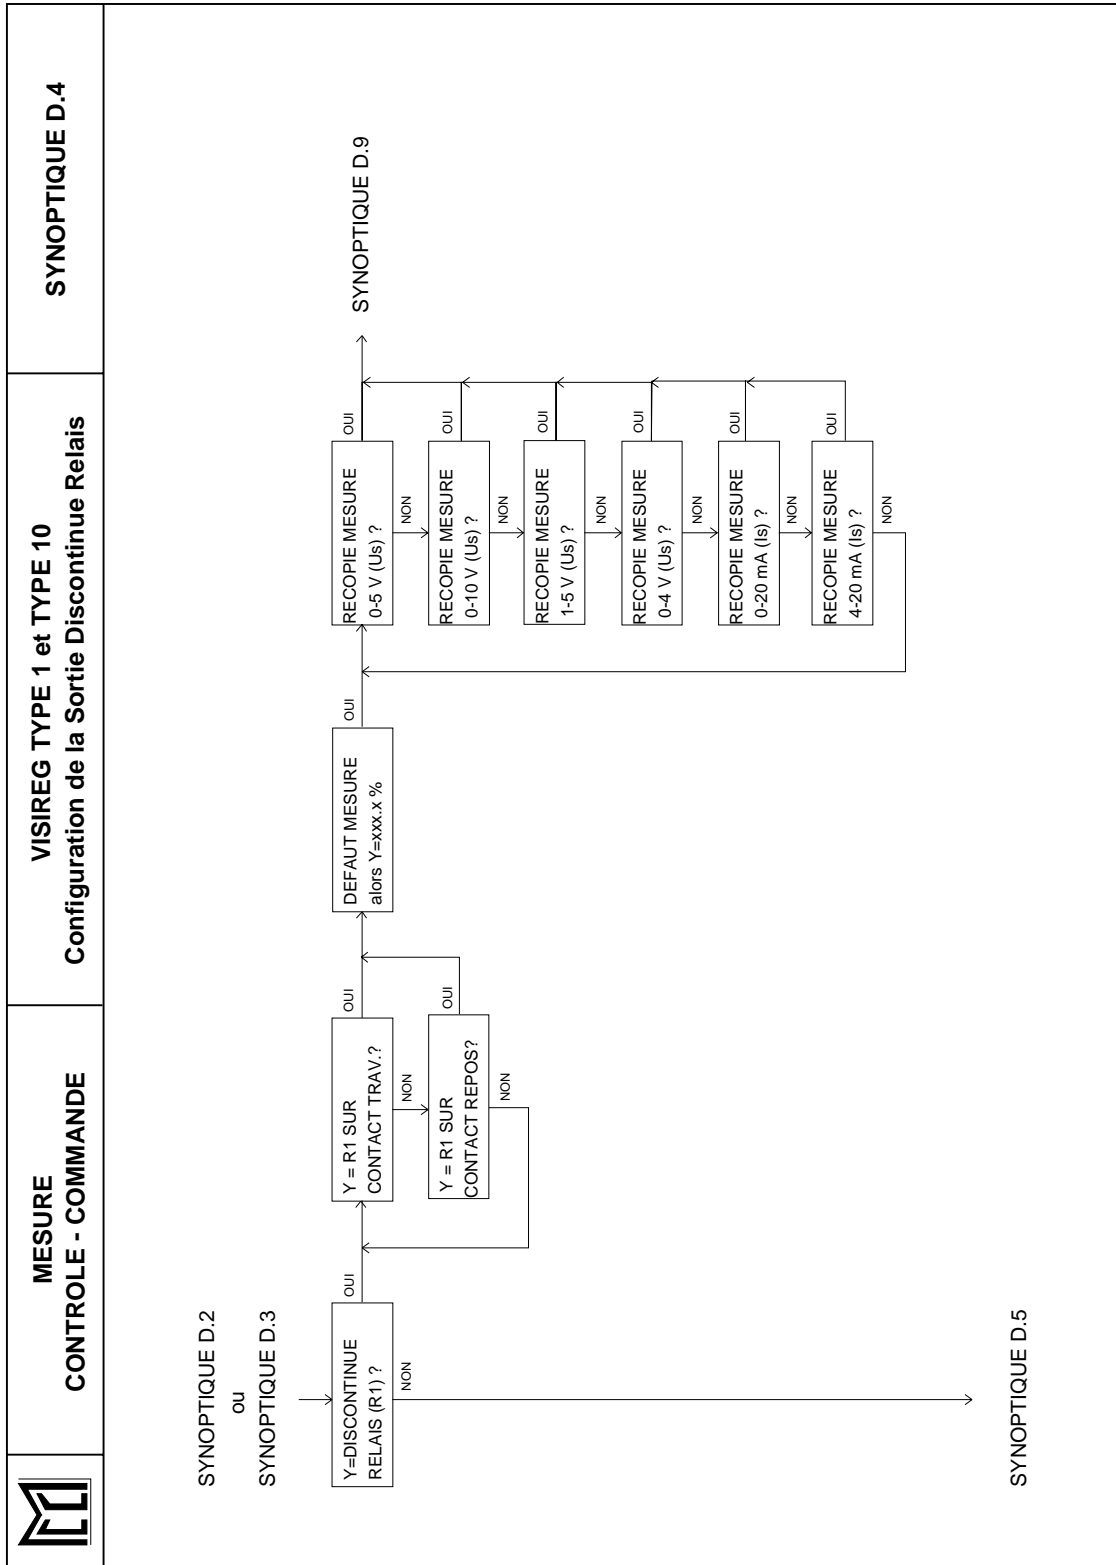 MESURE
CONTROLE - COMMANDE
VISIREG TYPE 1 et TYPE 10
Configuration de la Sortie Discontinue Relais
SYNOPTIQUE D.4
SYNOPTIQUE D.2
ou
SYNOPTIQUE D.3
Y=DISCONTINUE
RELAIS (R1) ?
OUI
NON
SYNOPTIQUE D.5
Y = R1 SUR
CONTACT TRAV.?
OUI
NON
Y = R1 SUR
CONTACT REPOS?
OUI
NON
DEFAUT MESURE
alors Y=xxx.x %
OUI
RECOPIE MESURE
0-5 V (Us) ?
OUI
NON
RECOPIE MESURE
0-10 V (Us) ?
OUI
NON
RECOPIE MESURE
1-5 V (Us) ?
OUI
NON
RECOPIE MESURE
0-4 V (Us) ?
OUI
NON
RECOPIE MESURE
0-20 mA (Is) ?
OUI
NON
RECOPIE MESURE
4-20 mA (Is) ?
OUI
NON
SYNOPTIQUE D.9